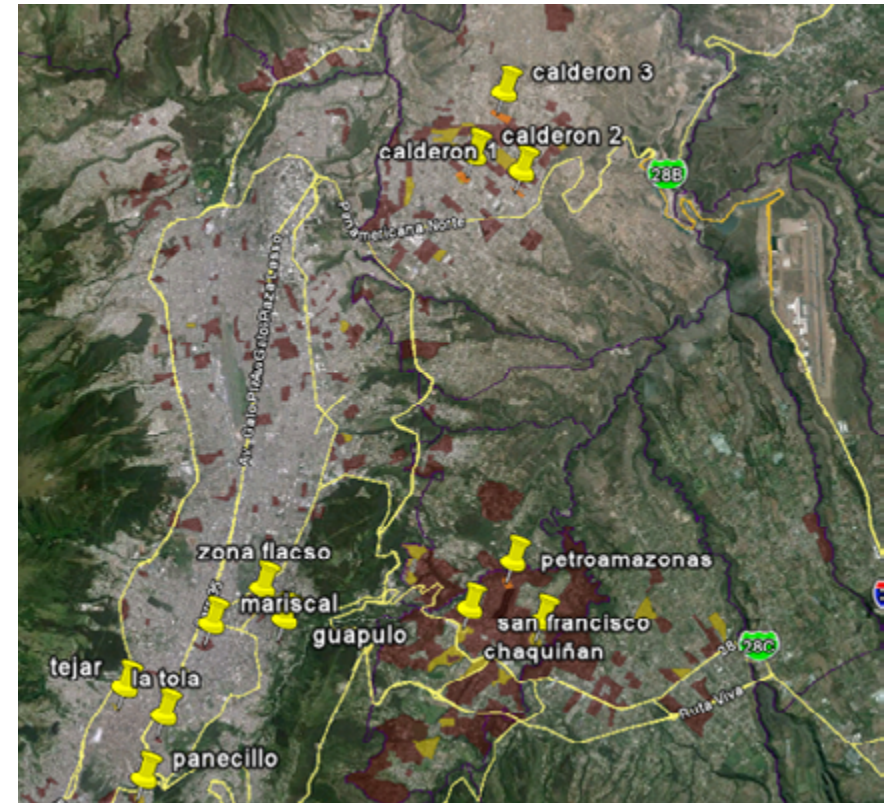 calderon 3
calderon 2
calderon 1
28B
Panamericana Norte
Av. Galo Plaza Lasso
zona flacso
petroamazonas
mariscal
guapulo
san francisco
chaquiñan
tejar
la tola
28C
Ruta Viva
panecillo